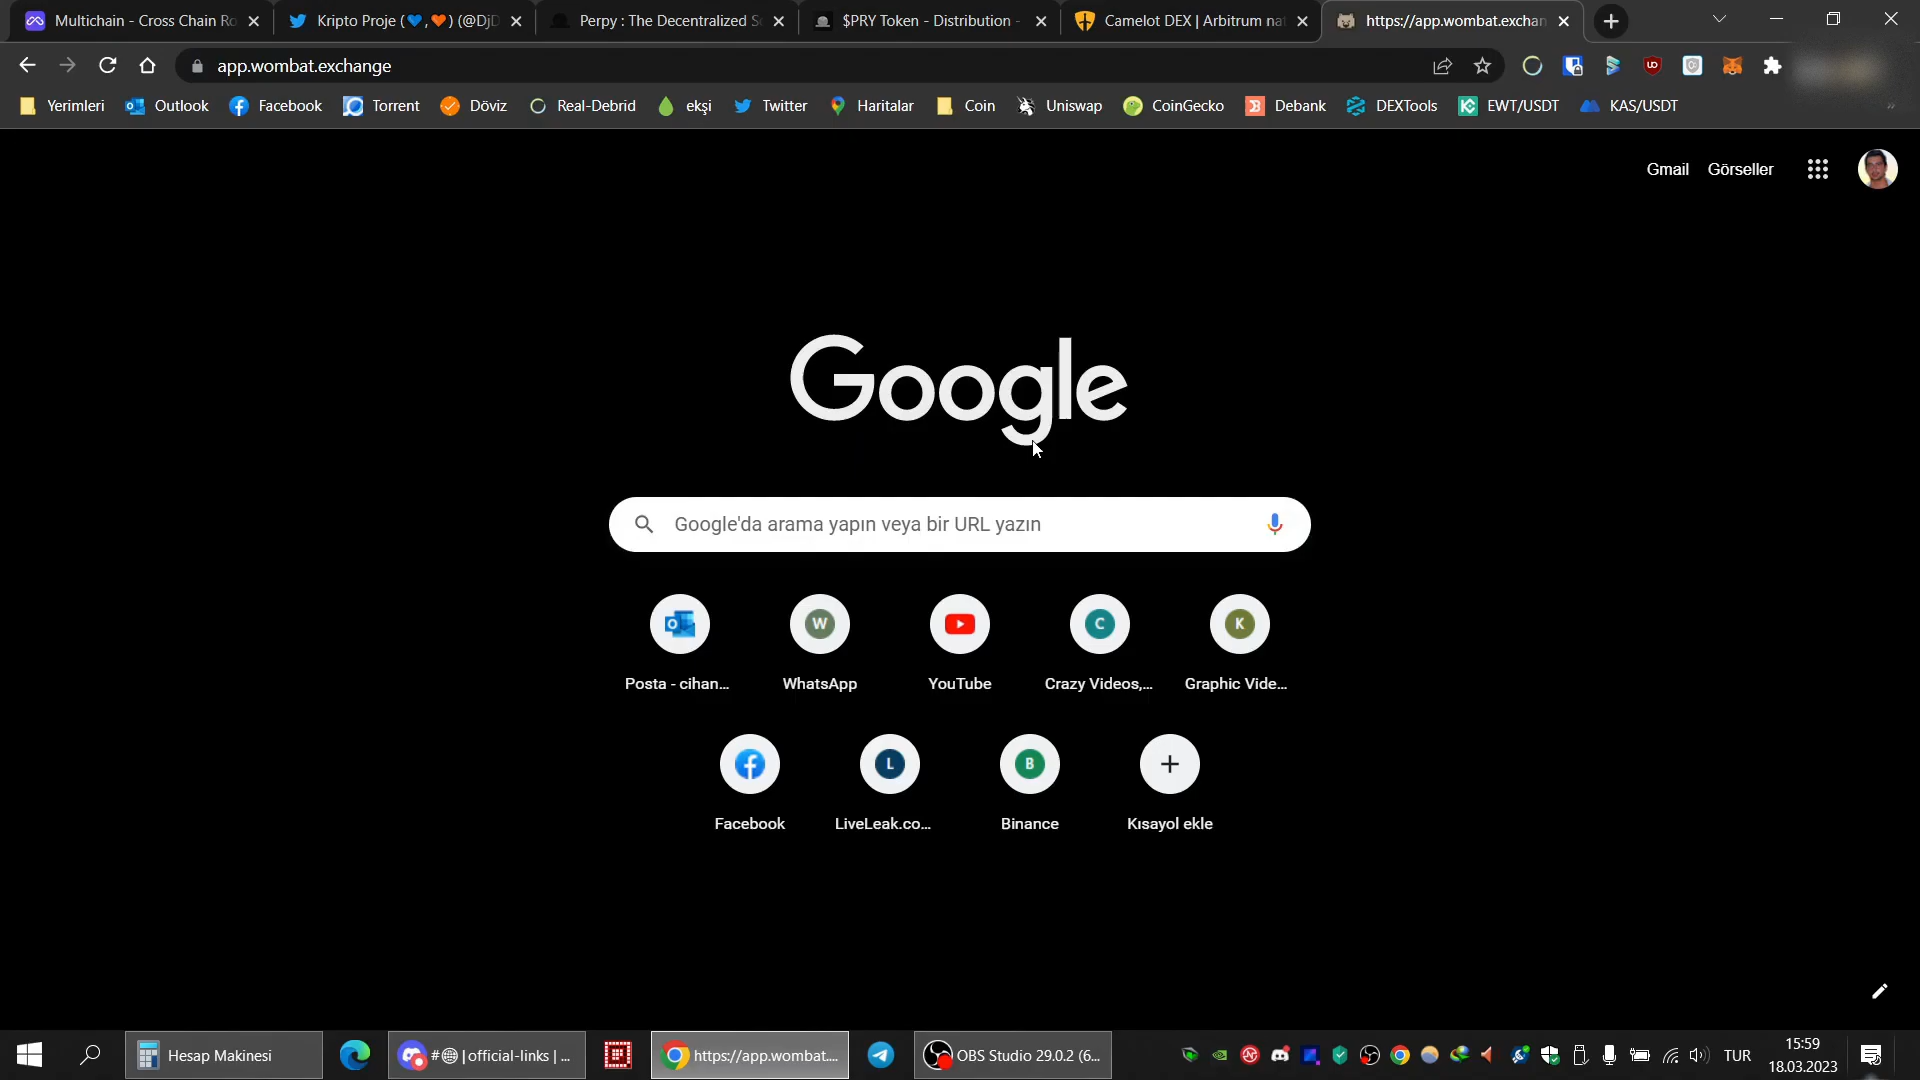 Multichain - Cross Chain Ro
Kripto Proje (💙,🧡) (@DjD
Perpy : The Decentralized S
$PRY Token - Distribution -
Camelot DEX | Arbitrum nat
https://app.wombat.exchan
app.wombat.exchange
Yerimleri
Outlook
Facebook
Torrent
Döviz
Real-Debrid
ekşi
Twitter
Haritalar
Coin
Uniswap
CoinGecko
Debank
DEXTools
EWT/USDT
KAS/USDT
Gmail
Görseller
Google
Google'da arama yapın veya bir URL yazın
W
C
K
Posta - cihan...
WhatsApp
YouTube
Crazy Videos,...
Graphic Vide...
L
B
Facebook
LiveLeak.co...
Binance
Kısayol ekle
Hesap Makinesi
#🌐 | official-links | ...
https://app.wombat....
OBS Studio 29.0.2 (6...
TUR
15:59
18.03.2023